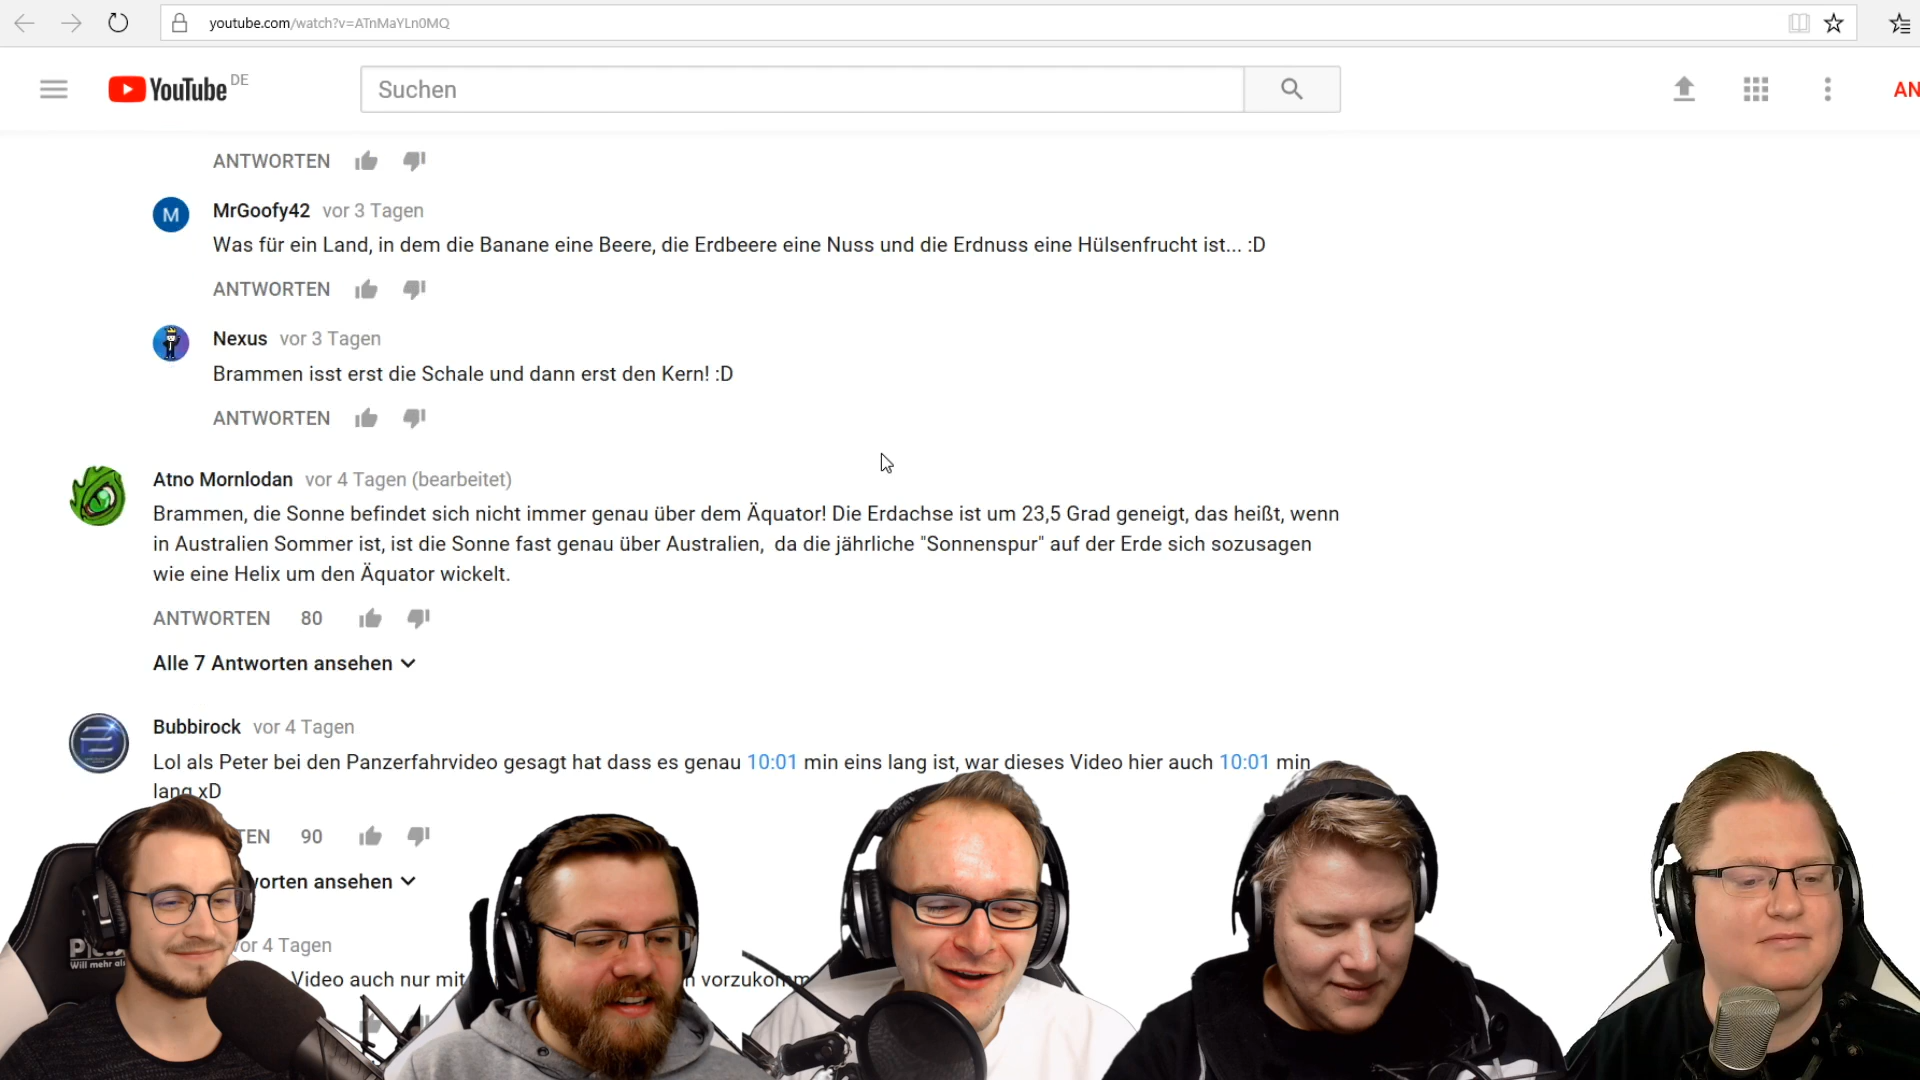 youtube.com/watch?v=ATnMaYLn0MQ
YouTube DE
Suchen
AN
ANTWORTEN
M
MrGoofy42 vor 3 Tagen
Was für ein Land, in dem die Banane eine Beere, die Erdbeere eine Nuss und die Erdnuss eine Hülsenfrucht ist... :D
ANTWORTEN
Nexus vor 3 Tagen
Brammen isst erst die Schale und dann erst den Kern! :D
ANTWORTEN
Atno Mornlodan vor 4 Tagen (bearbeitet)
Brammen, die Sonne befindet sich nicht immer genau über dem Äquator! Die Erdachse ist um 23,5 Grad geneigt, das heißt, wenn
in Australien Sommer ist, ist die Sonne fast genau über Australien, da die jährliche "Sonnenspur" auf der Erde sich sozusagen
wie eine Helix um den Äquator wickelt.
ANTWORTEN 80
Alle 7 Antworten ansehen
Bubbirock vor 4 Tagen
Lol als Peter bei den Panzerfahrvideo gesagt hat dass es genau 10:01 min eins lang ist, war dieses Video hier auch 10:01 min
lang xD
TEN 90
worten ansehen
vor 4 Tagen
Video auch nur mit n vorzukomm
Will mehr als